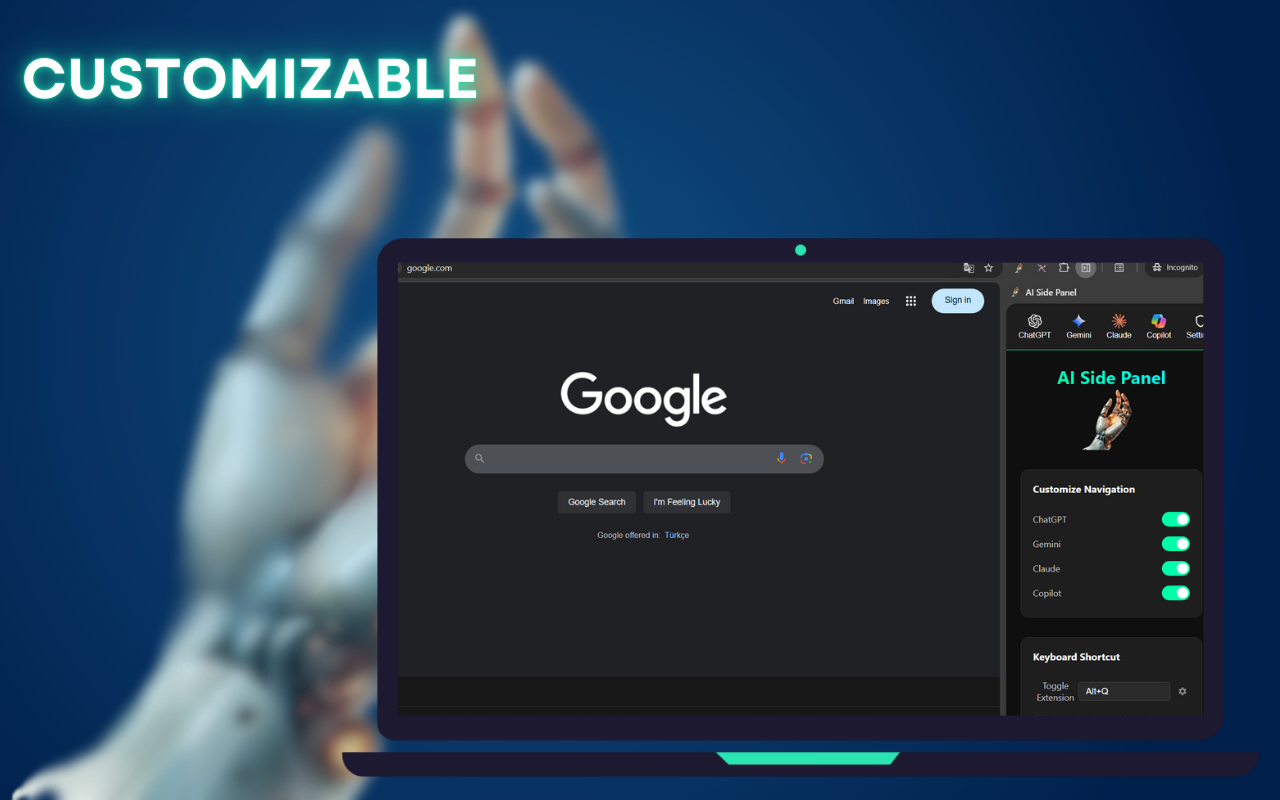 CUSTOMIZABLE
google.com
Incognito
AI Side Panel
Gmail Images Sign in
ChatGPT Gemini Claude Copilot
AI Side Panel
Google
Customize Navigation
ChatGPT
Gemini
Claude
Copilot
Google Search I'm Feeling Lucky
Google offered in: Türkçe
Keyboard Shortcut
Toggle
Extension
Alt+Q